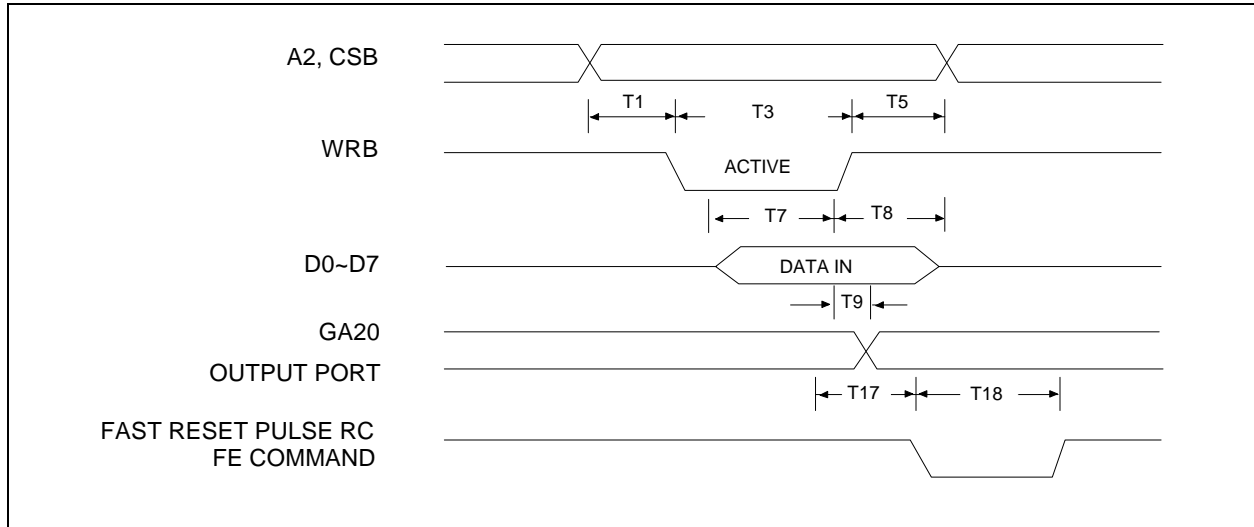 A2, CSB
T1
T3
T5
WRB
ACTIVE
T7
T8
D0~D7
DATA IN
T9
GA20
OUTPUT PORT
T17
T18
FAST RESET PULSE RC
FE COMMAND